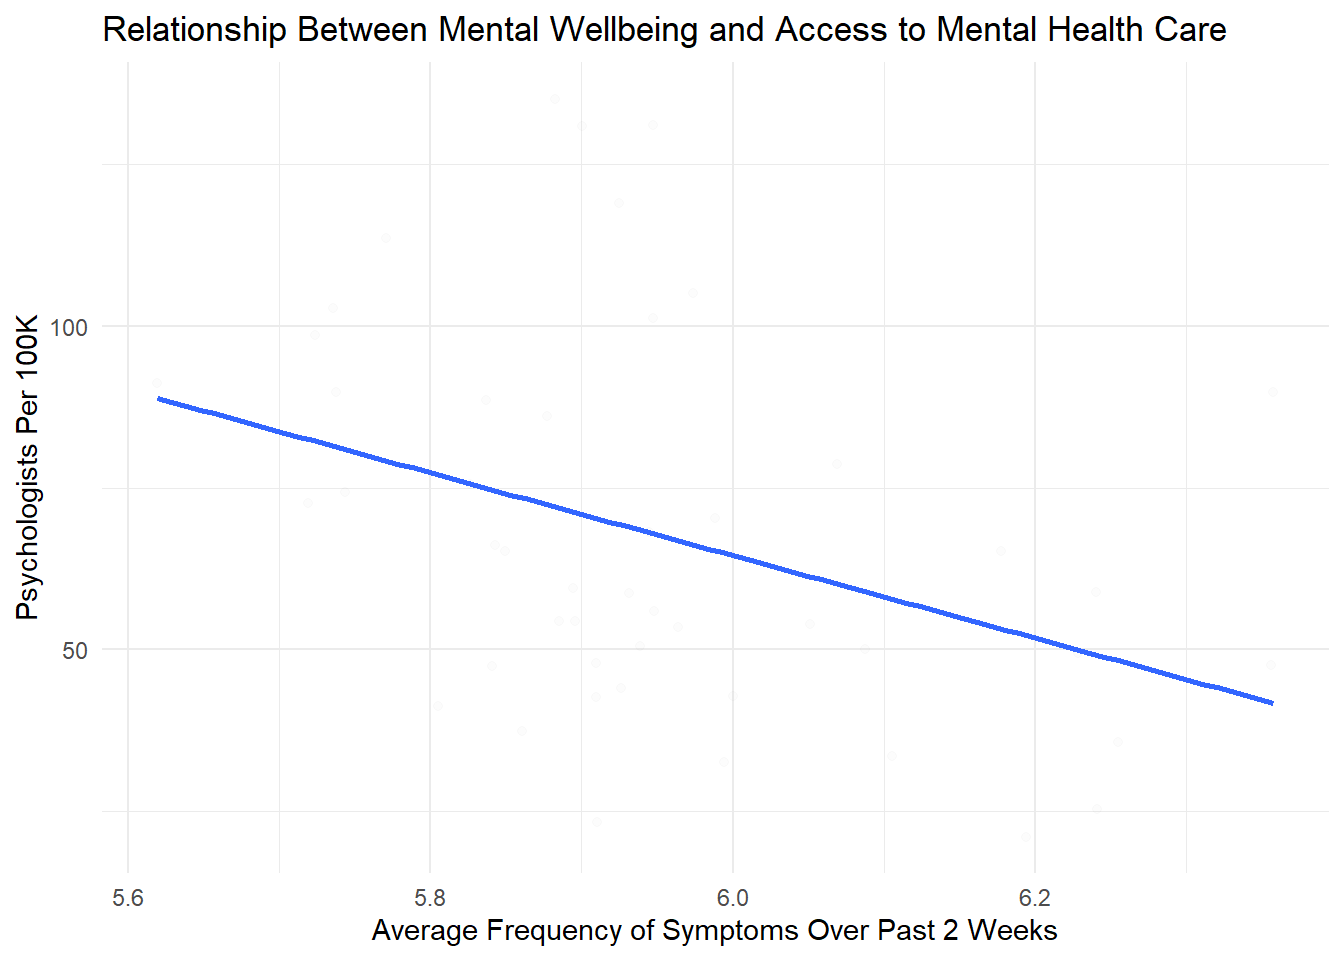 Relationship Between Mental Wellbeing and Access to Mental Health Care
Psychologists Per 100K
100
50
5.6
5.8
6.0
6.2
Average Frequency of Symptoms Over Past 2 Weeks